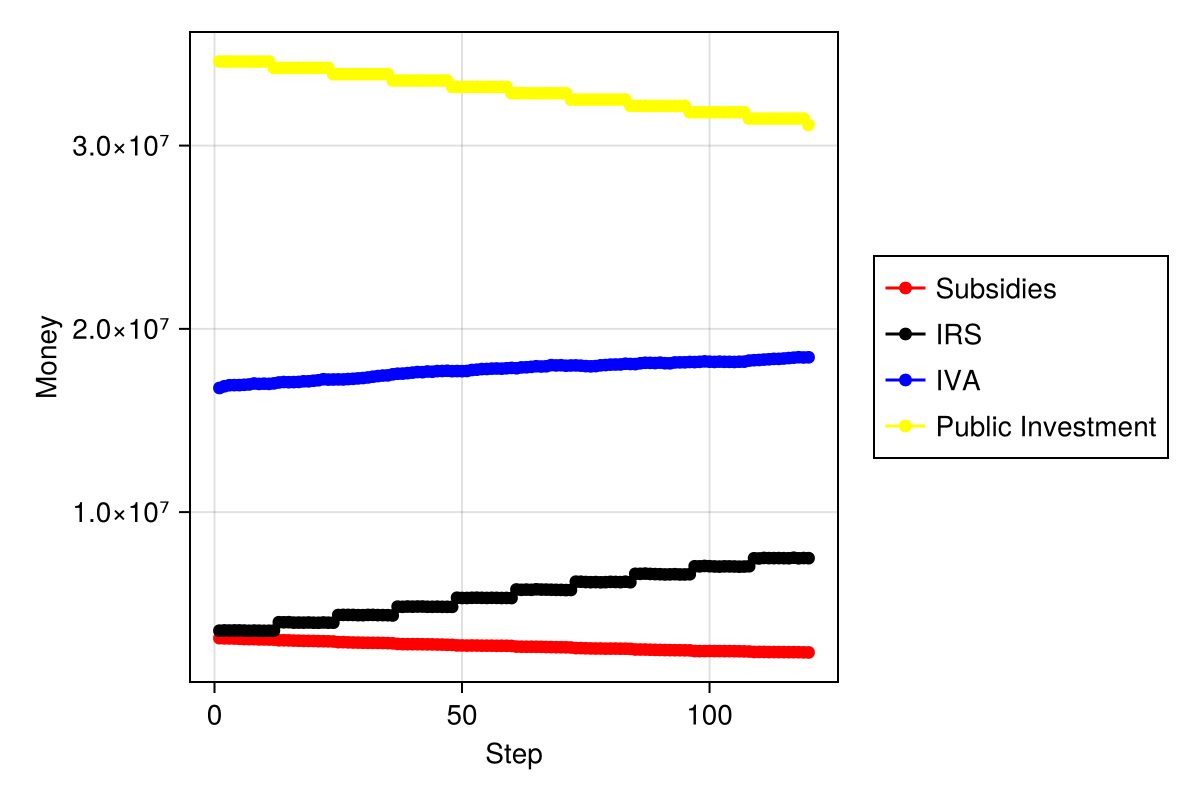 3.0×10⁷
2.0×10⁷
1.0×10⁷
Money
0
50
100
Step
Subsidies
IRS
IVA
Public Investment